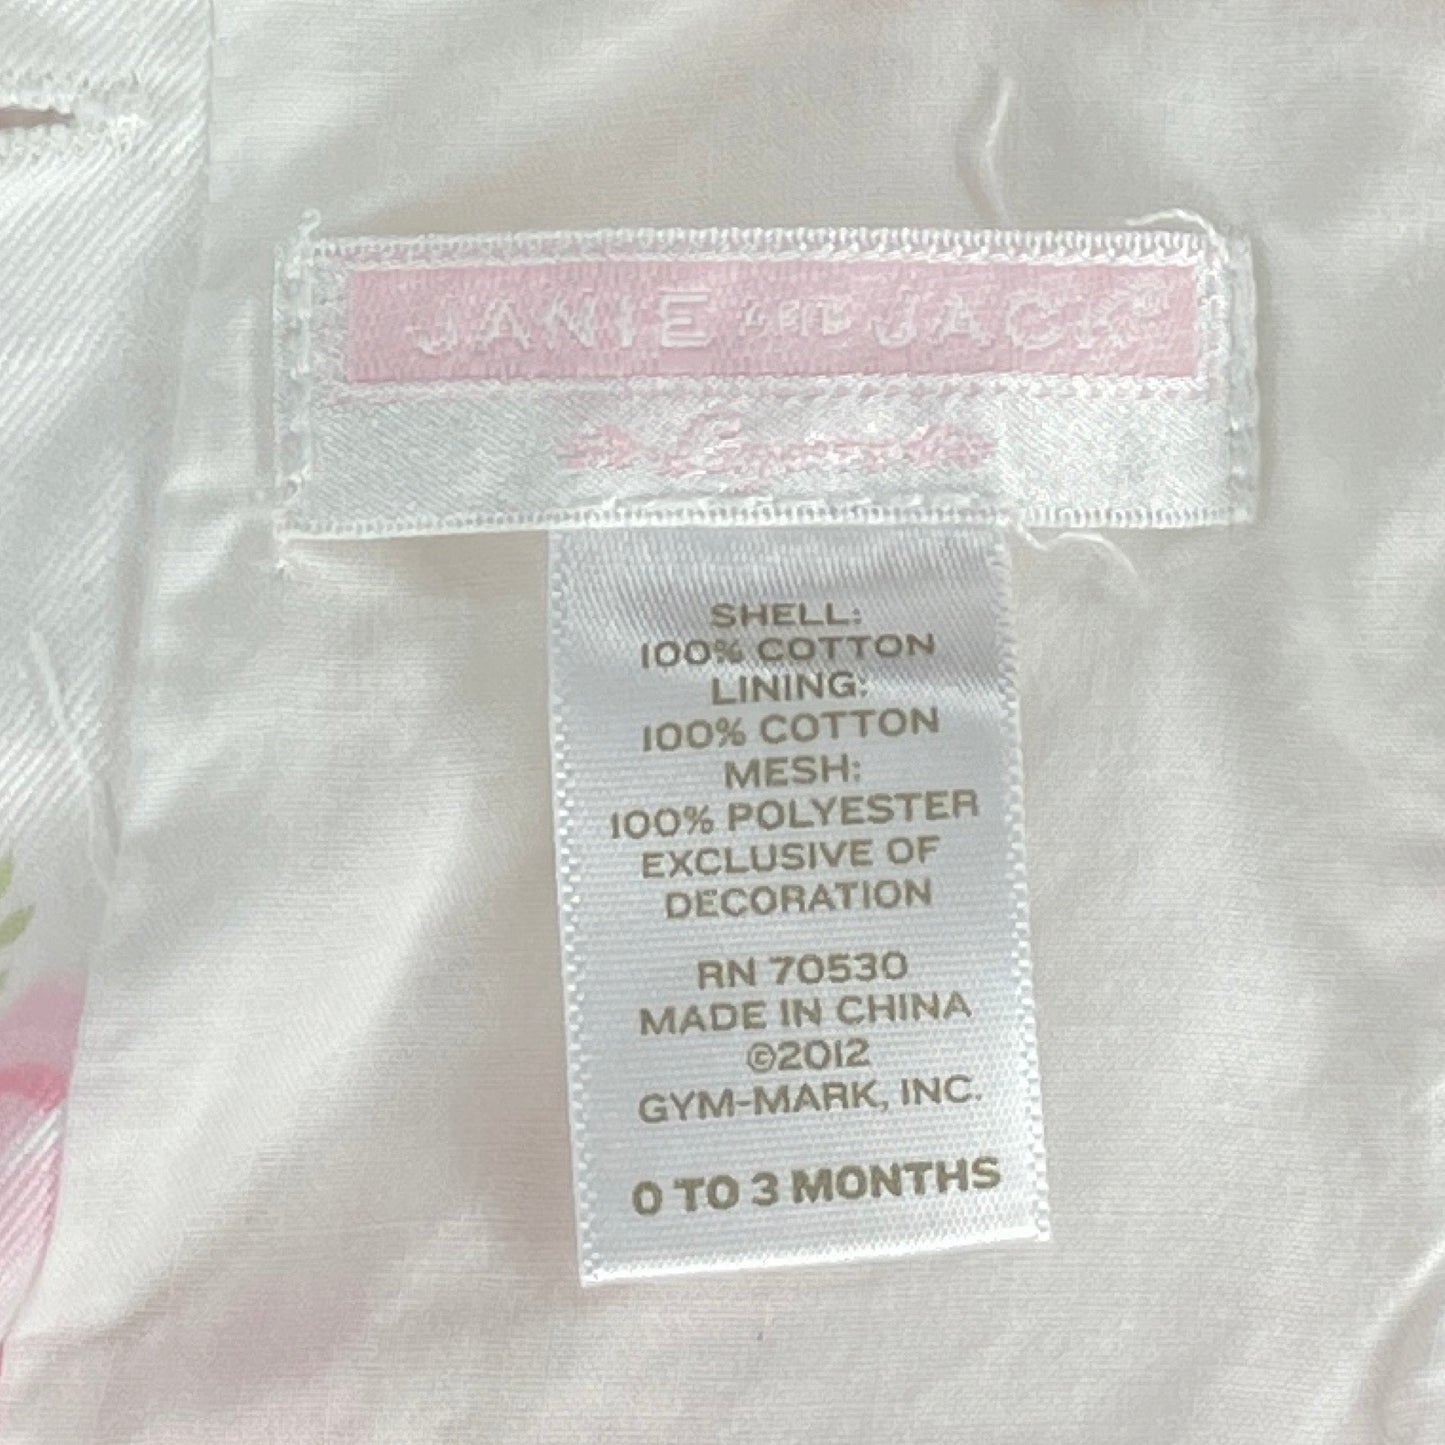 JANIE AND JACK
SHELL:
100% COTTON
LINING:
100% COTTON
MESH:
100% POLYESTER
EXCLUSIVE OF
DECORATION
RN 70530
MADE IN CHINA
©2012
GYM-MARK, INC.
0 TO 3 MONTHS